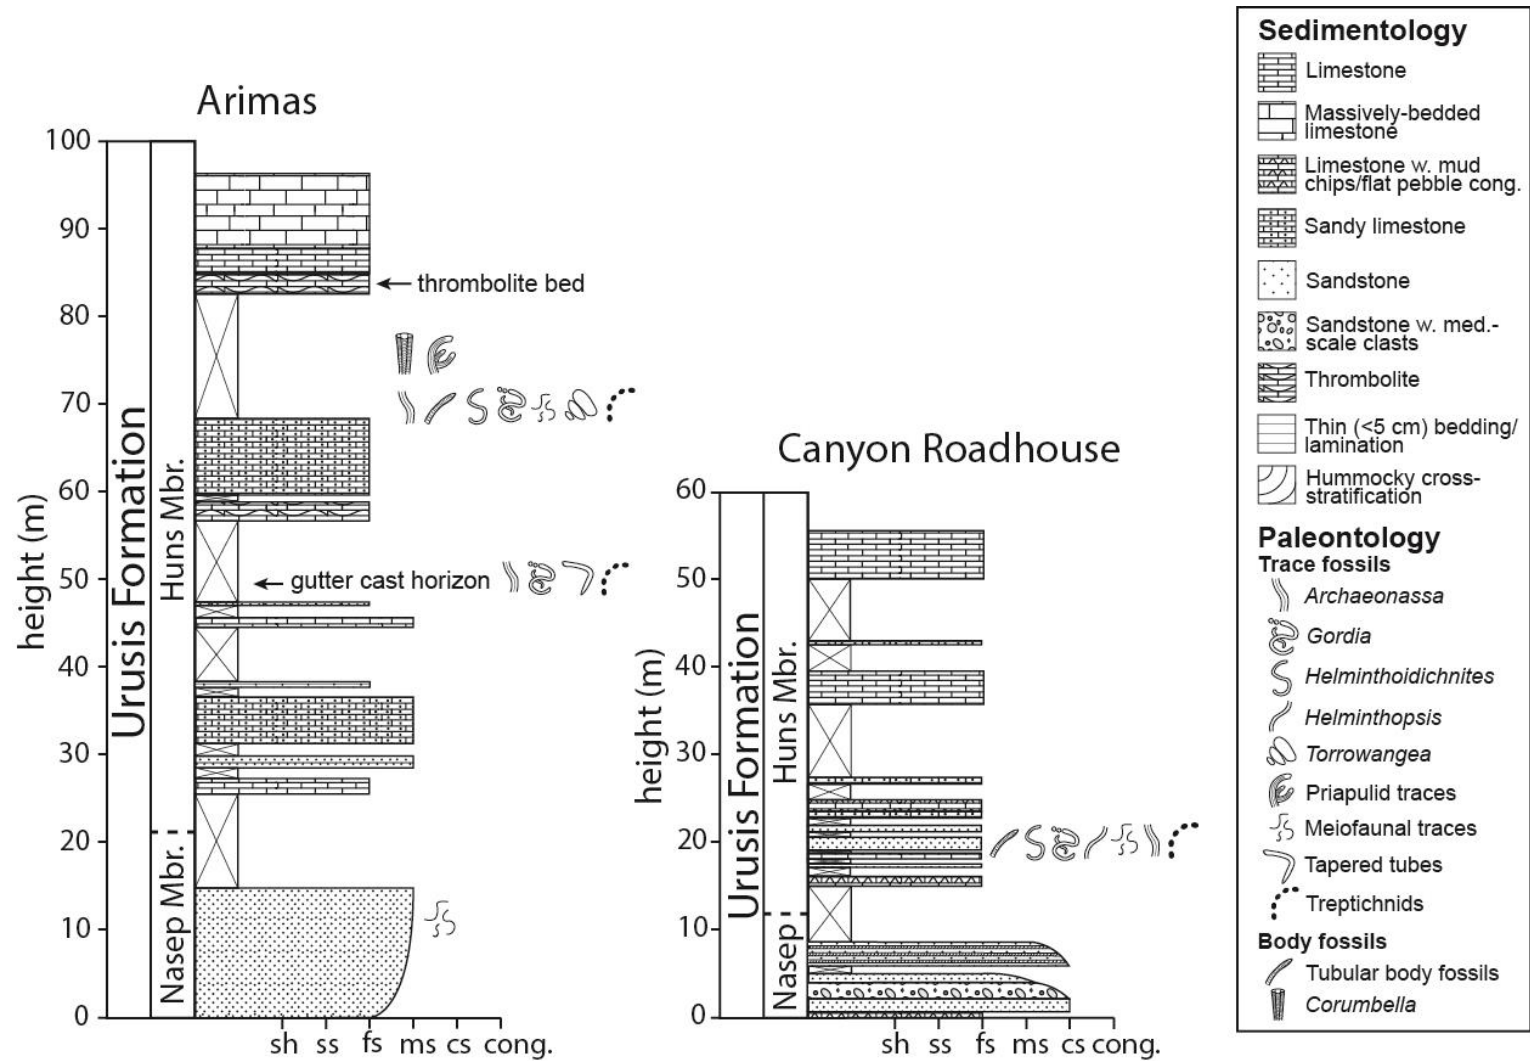 Arimas
100
90
80
70
60
50
40
30
20
10
0
height (m)
Urusis Formation
Huns Mbr.
Nasep Mbr.
thrombolite bed
gutter cast horizon
sh ss fs ms cs cong.
Canyon Roadhouse
60
50
40
30
20
10
0
height (m)
Urusis Formation
Huns Mbr.
Nasep
sh ss fs ms cs cong.
Sedimentology
Limestone
Massively-bedded
limestone
Limestone w. mud
chips/flat pebble cong.
Sandy limestone
Sandstone
Sandstone w. med.-
scale clasts
Thrombolite
Thin (<5 cm) bedding/
lamination
Hummocky cross-
stratification
Paleontology
Trace fossils
Archaeonassa
Gordia
Helminthoidichnites
Helminthopsis
Torrowangea
Priapulid traces
Meiofaunal traces
Tapered tubes
Treptichnids
Body fossils
Tubular body fossils
Corumbella